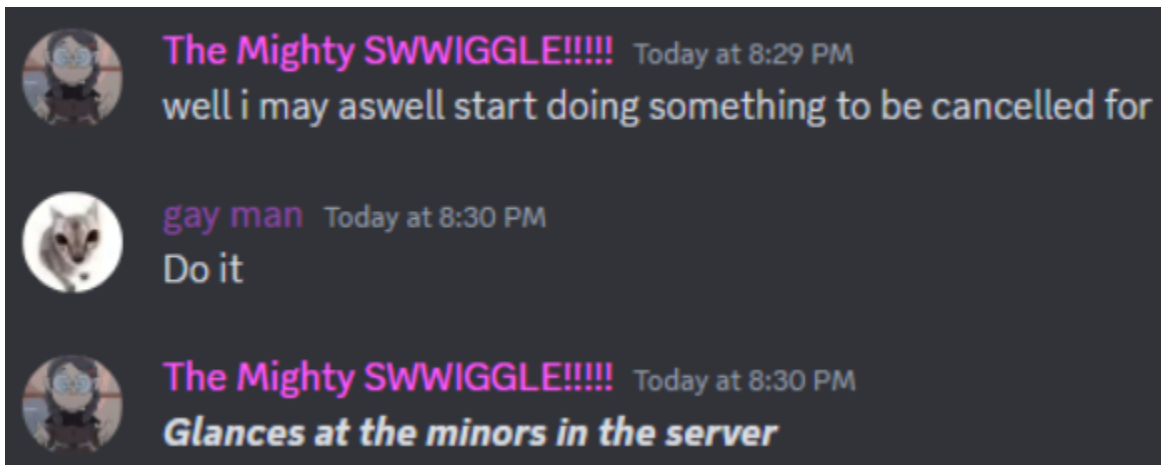 The Mighty SWWIGGLE!!!!! Today at 8:29 PM
well i may aswell start doing something to be cancelled for
gay man Today at 8:30 PM
Do it
The Mighty SWWIGGLE!!!!! Today at 8:30 PM
Glances at the minors in the server